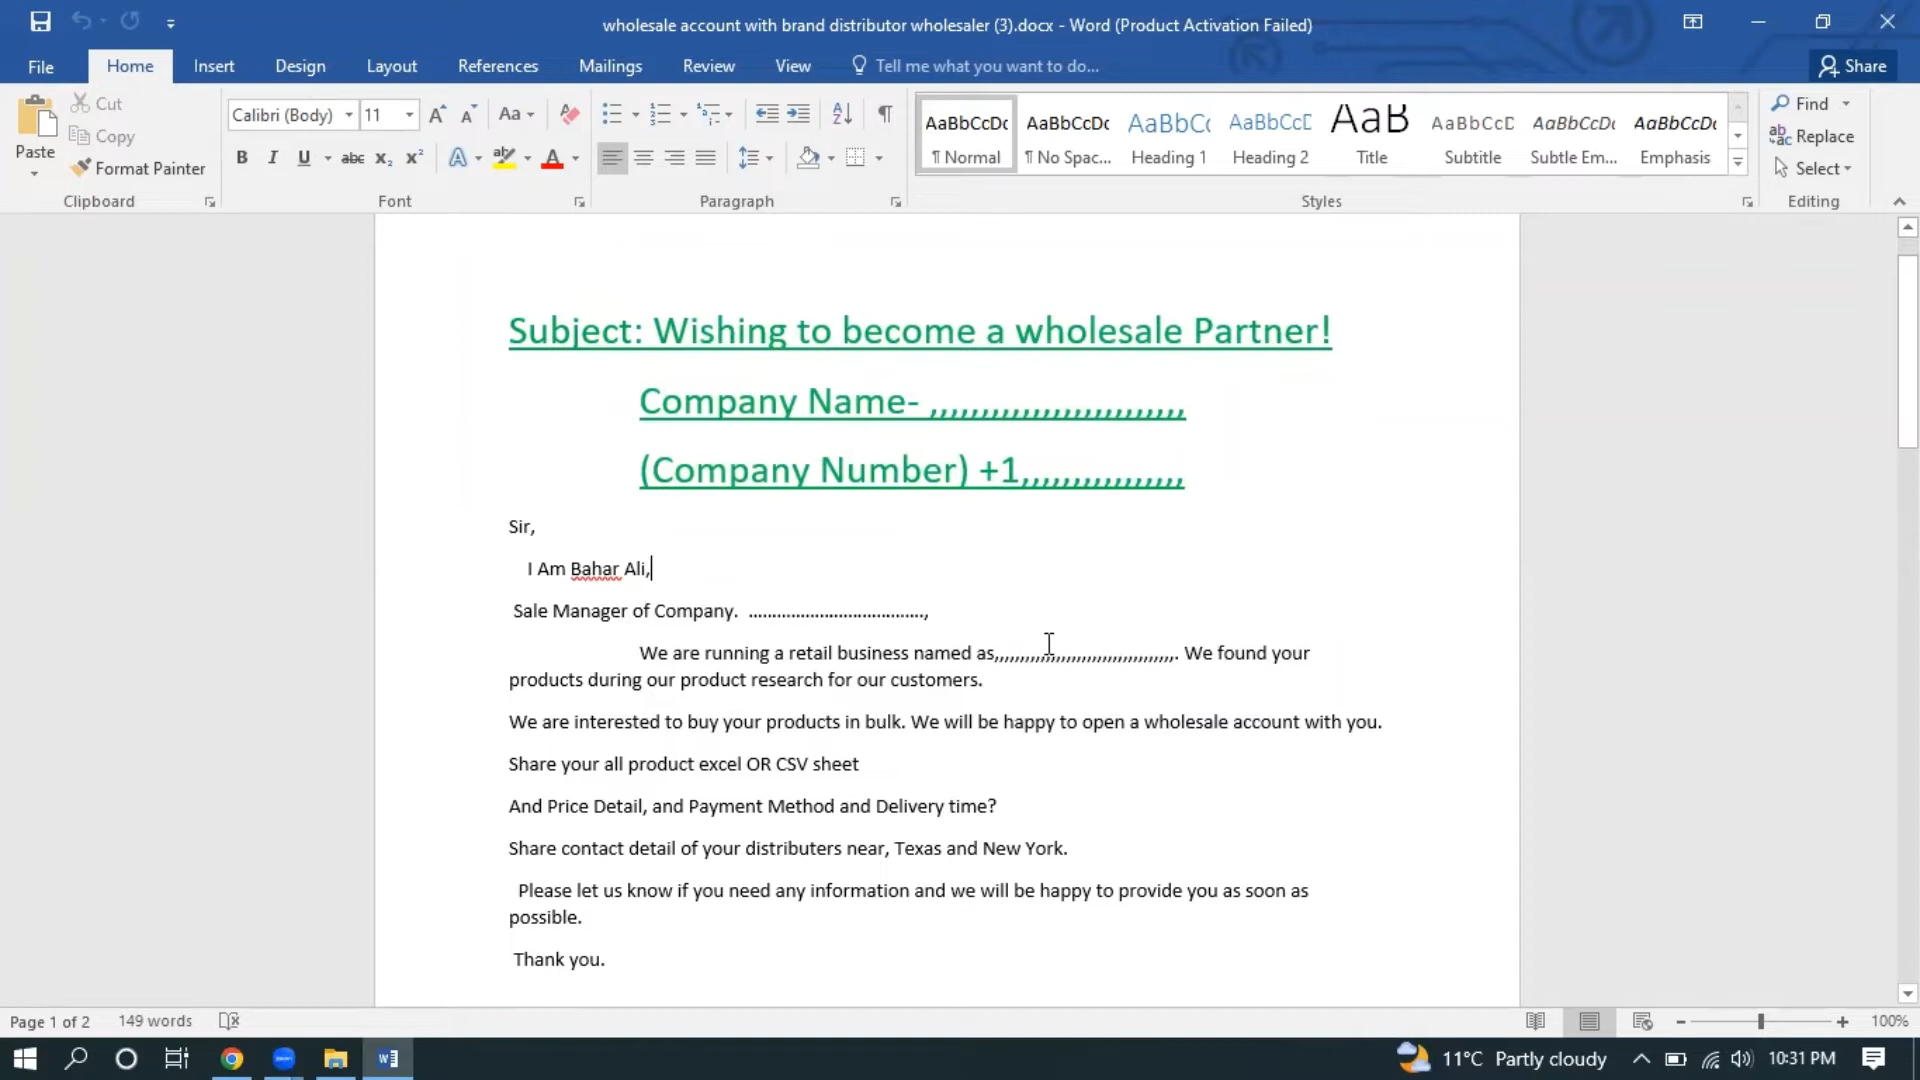 wholesale account with brand distributor wholesaler (3).docx - Word (Product Activation Failed)
File Home Insert Design Layout References Mailings Review View Tell me what you want to do... Share
Paste Cut Copy Format Painter
Calibri (Body) 11 Aa
B I U abc X₂ X² A ab A
AaBbCcDc AaBbCcDc AaBbC AaBbCcD AaB AaBbCcD AaBbCcDc AaBbCcDc
¶ Normal ¶ No Spac... Heading 1 Heading 2 Title Subtitle Subtle Em... Emphasis
Find Replace Select
Clipboard Font Paragraph Styles Editing
Subject: Wishing to become a wholesale Partner!
Company Name- ,,,,,,,,,,,,,,,,,,,,,,,,,
(Company Number) +1,,,,,,,,,,,,,,,,
Sir,
I Am Bahar Ali,
Sale Manager of Company. .....................................,
We are running a retail business named as,,,,,,,,,,,,,,,,,,,,,,,,,,,,,,,,,,,. We found your
products during our product research for our customers.
We are interested to buy your products in bulk. We will be happy to open a wholesale account with you.
Share your all product excel OR CSV sheet
And Price Detail, and Payment Method and Delivery time?
Share contact detail of your distributers near, Texas and New York.
Please let us know if you need any information and we will be happy to provide you as soon as
possible.
Thank you.
Page 1 of 2 149 words 100%
11°C Partly cloudy 10:31 PM